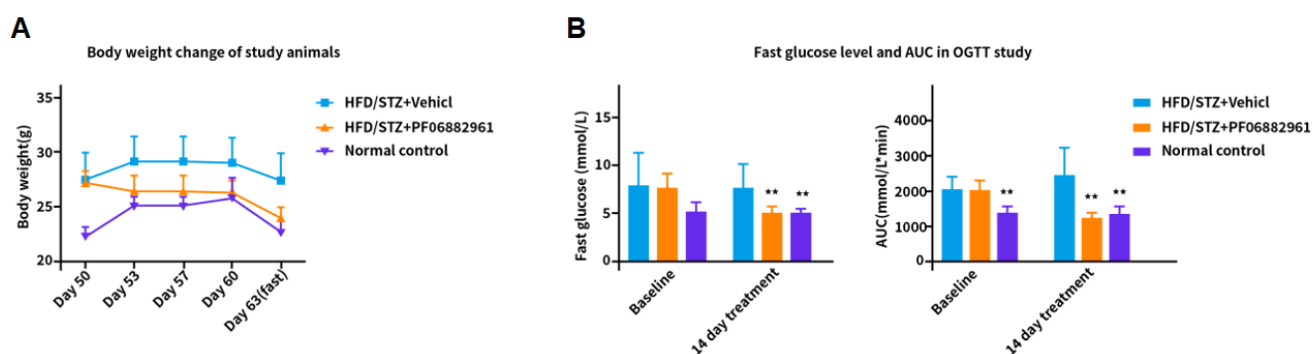 A
Body weight change of study animals
Body weight(g)
35
30
25
20
Day 50
Day 53
Day 57
Day 60
Day 63(fast)
HFD/STZ+Vehicl
HFD/STZ+PF06882961
Normal control
B
Fast glucose level and AUC in OGTT study
Fast glucose (mmol/L)
15
10
5
0
**
**
Baseline
14 day treatment
AUC(mmol/L*min)
4000
3000
2000
1000
0
**
**
**
Baseline
14 day treatment
HFD/STZ+Vehicl
HFD/STZ+PF06882961
Normal control